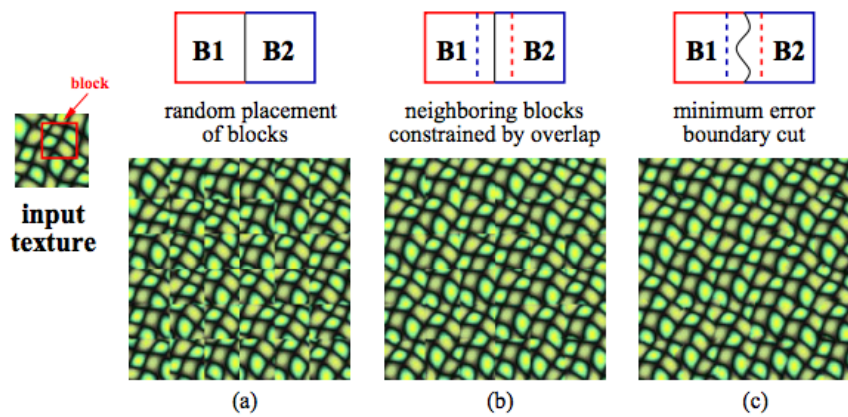 block
input
texture
B1 B2
random placement
of blocks
(a)
B1 B2
neighboring blocks
constrained by overlap
(b)
B1 B2
minimum error
boundary cut
(c)